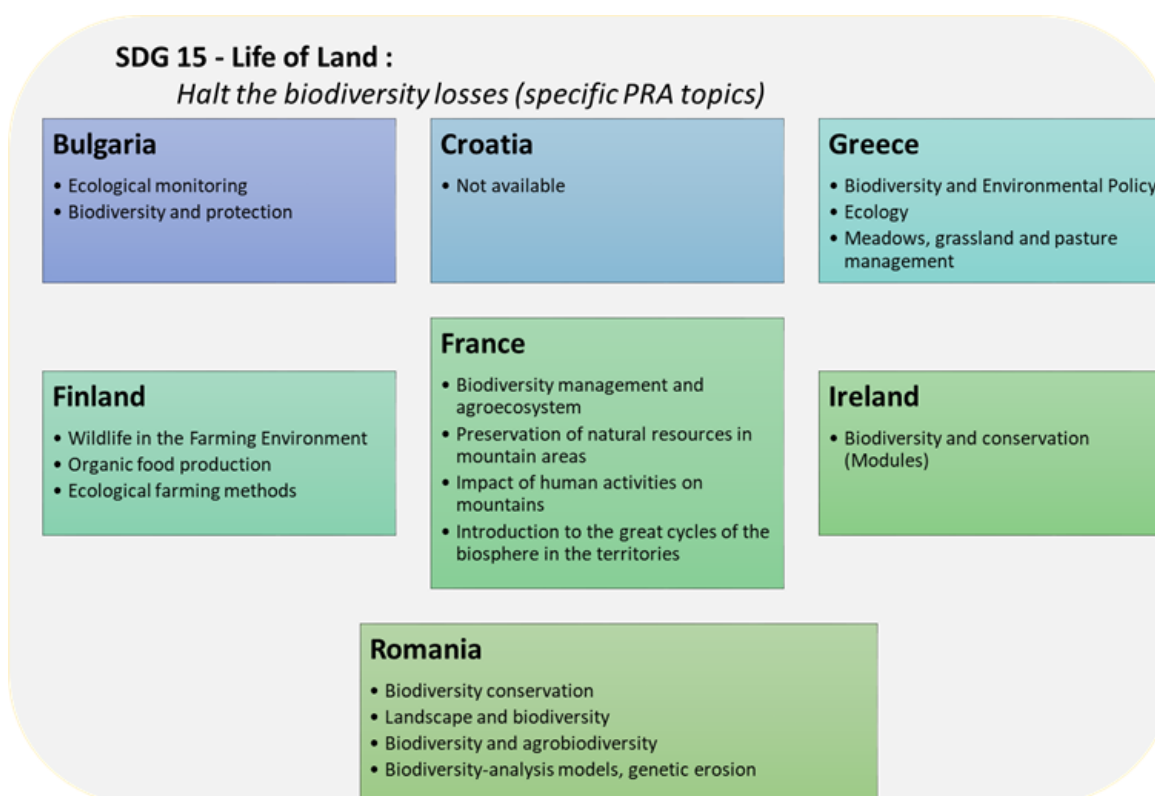 SDG 15 - Life of Land :
Halt the biodiversity losses (specific PRA topics)
Bulgaria
• Ecological monitoring
• Biodiversity and protection
Croatia
• Not available
Greece
• Biodiversity and Environmental Policy
• Ecology
• Meadows, grassland and pasture
management
Finland
• Wildlife in the Farming Environment
• Organic food production
• Ecological farming methods
France
• Biodiversity management and
agroecosystem
• Preservation of natural resources in
mountain areas
• Impact of human activities on
mountains
• Introduction to the great cycles of the
biosphere in the territories
Ireland
• Biodiversity and conservation
(Modules)
Romania
• Biodiversity conservation
• Landscape and biodiversity
• Biodiversity and agrobiodiversity
• Biodiversity-analysis models, genetic erosion